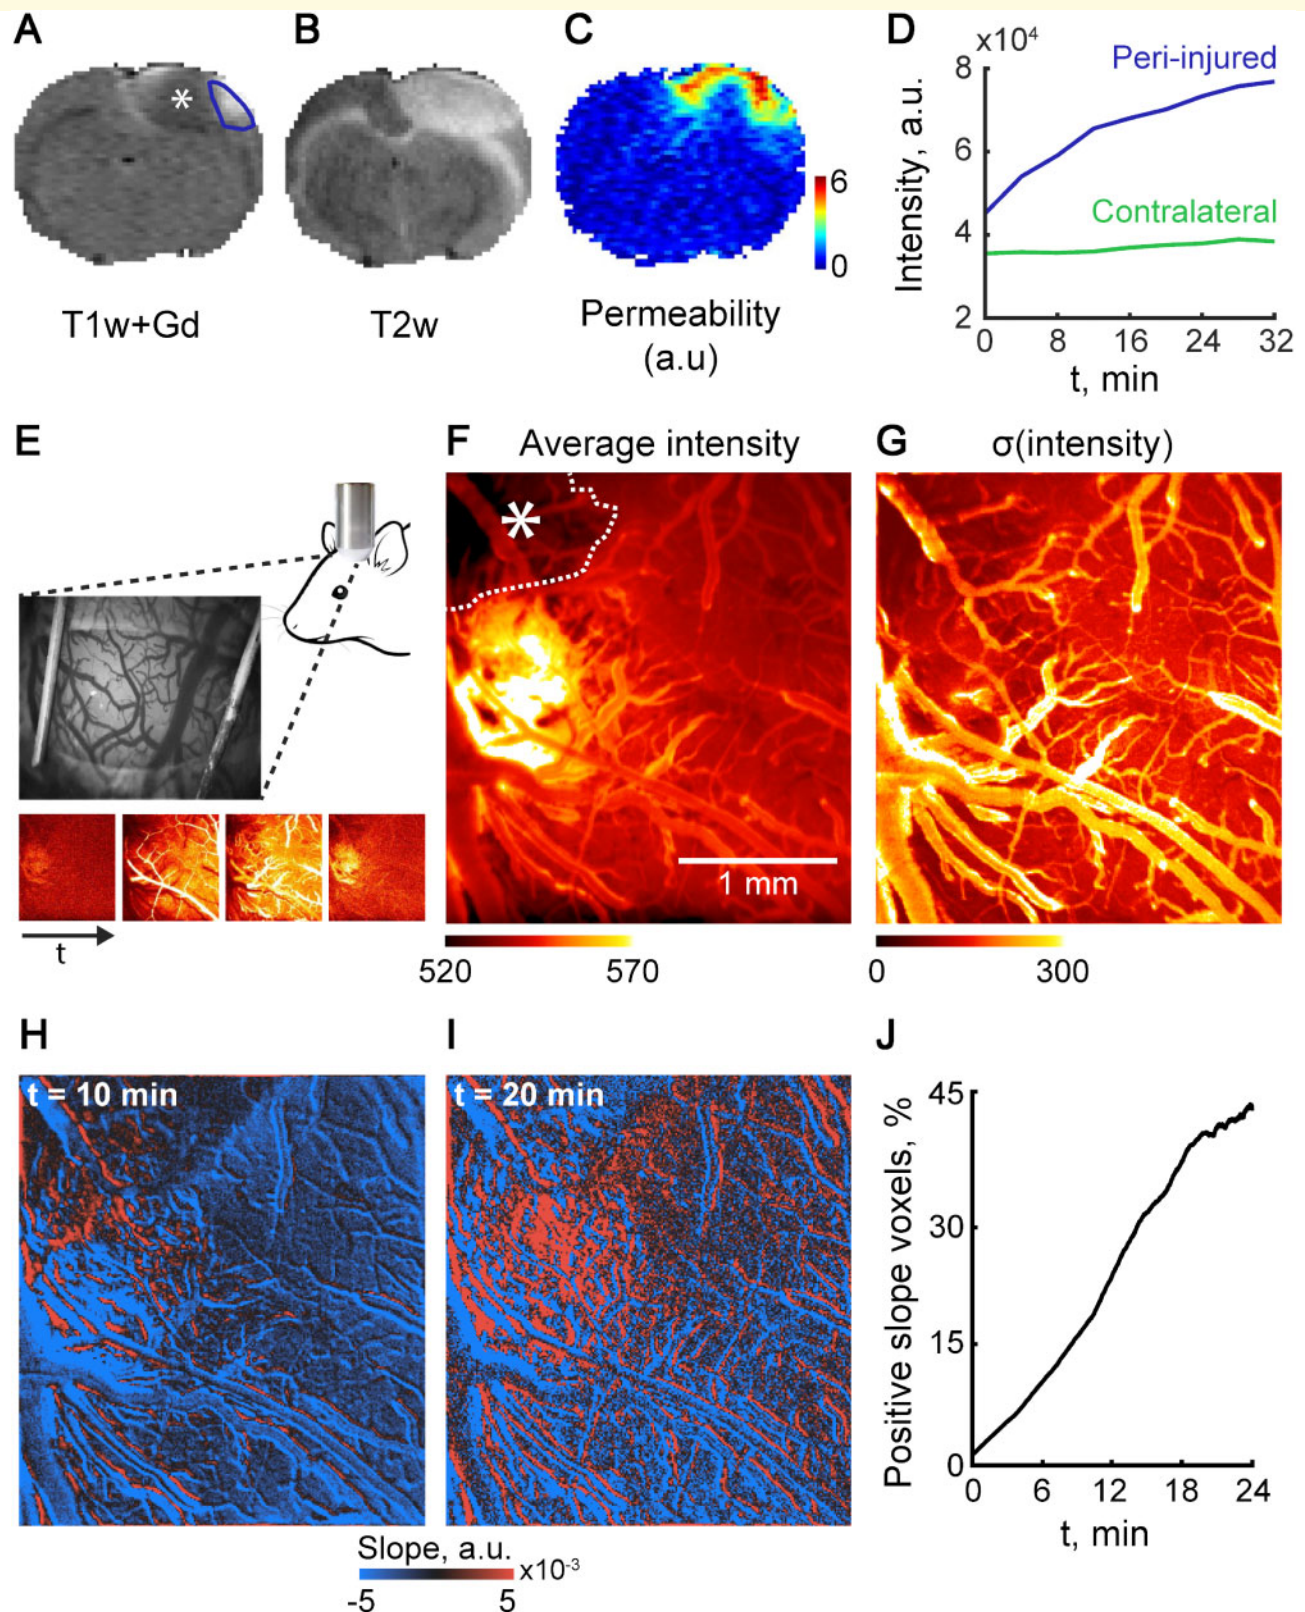 A
B
C
D
*
T1w+Gd
T2w
6
0
Permeability
(a.u)
x10⁴
8
6
4
2
Intensity, a.u.
Peri-injured
Contralateral
0 8 16 24 32
t, min
E
t
F Average intensity
*
1 mm
520 570
G σ(intensity)
0 300
H
t = 10 min
I
t = 20 min
Slope, a.u.
x10⁻³
-5 5
J
45
30
15
0
Positive slope voxels, %
0 6 12 18 24
t, min